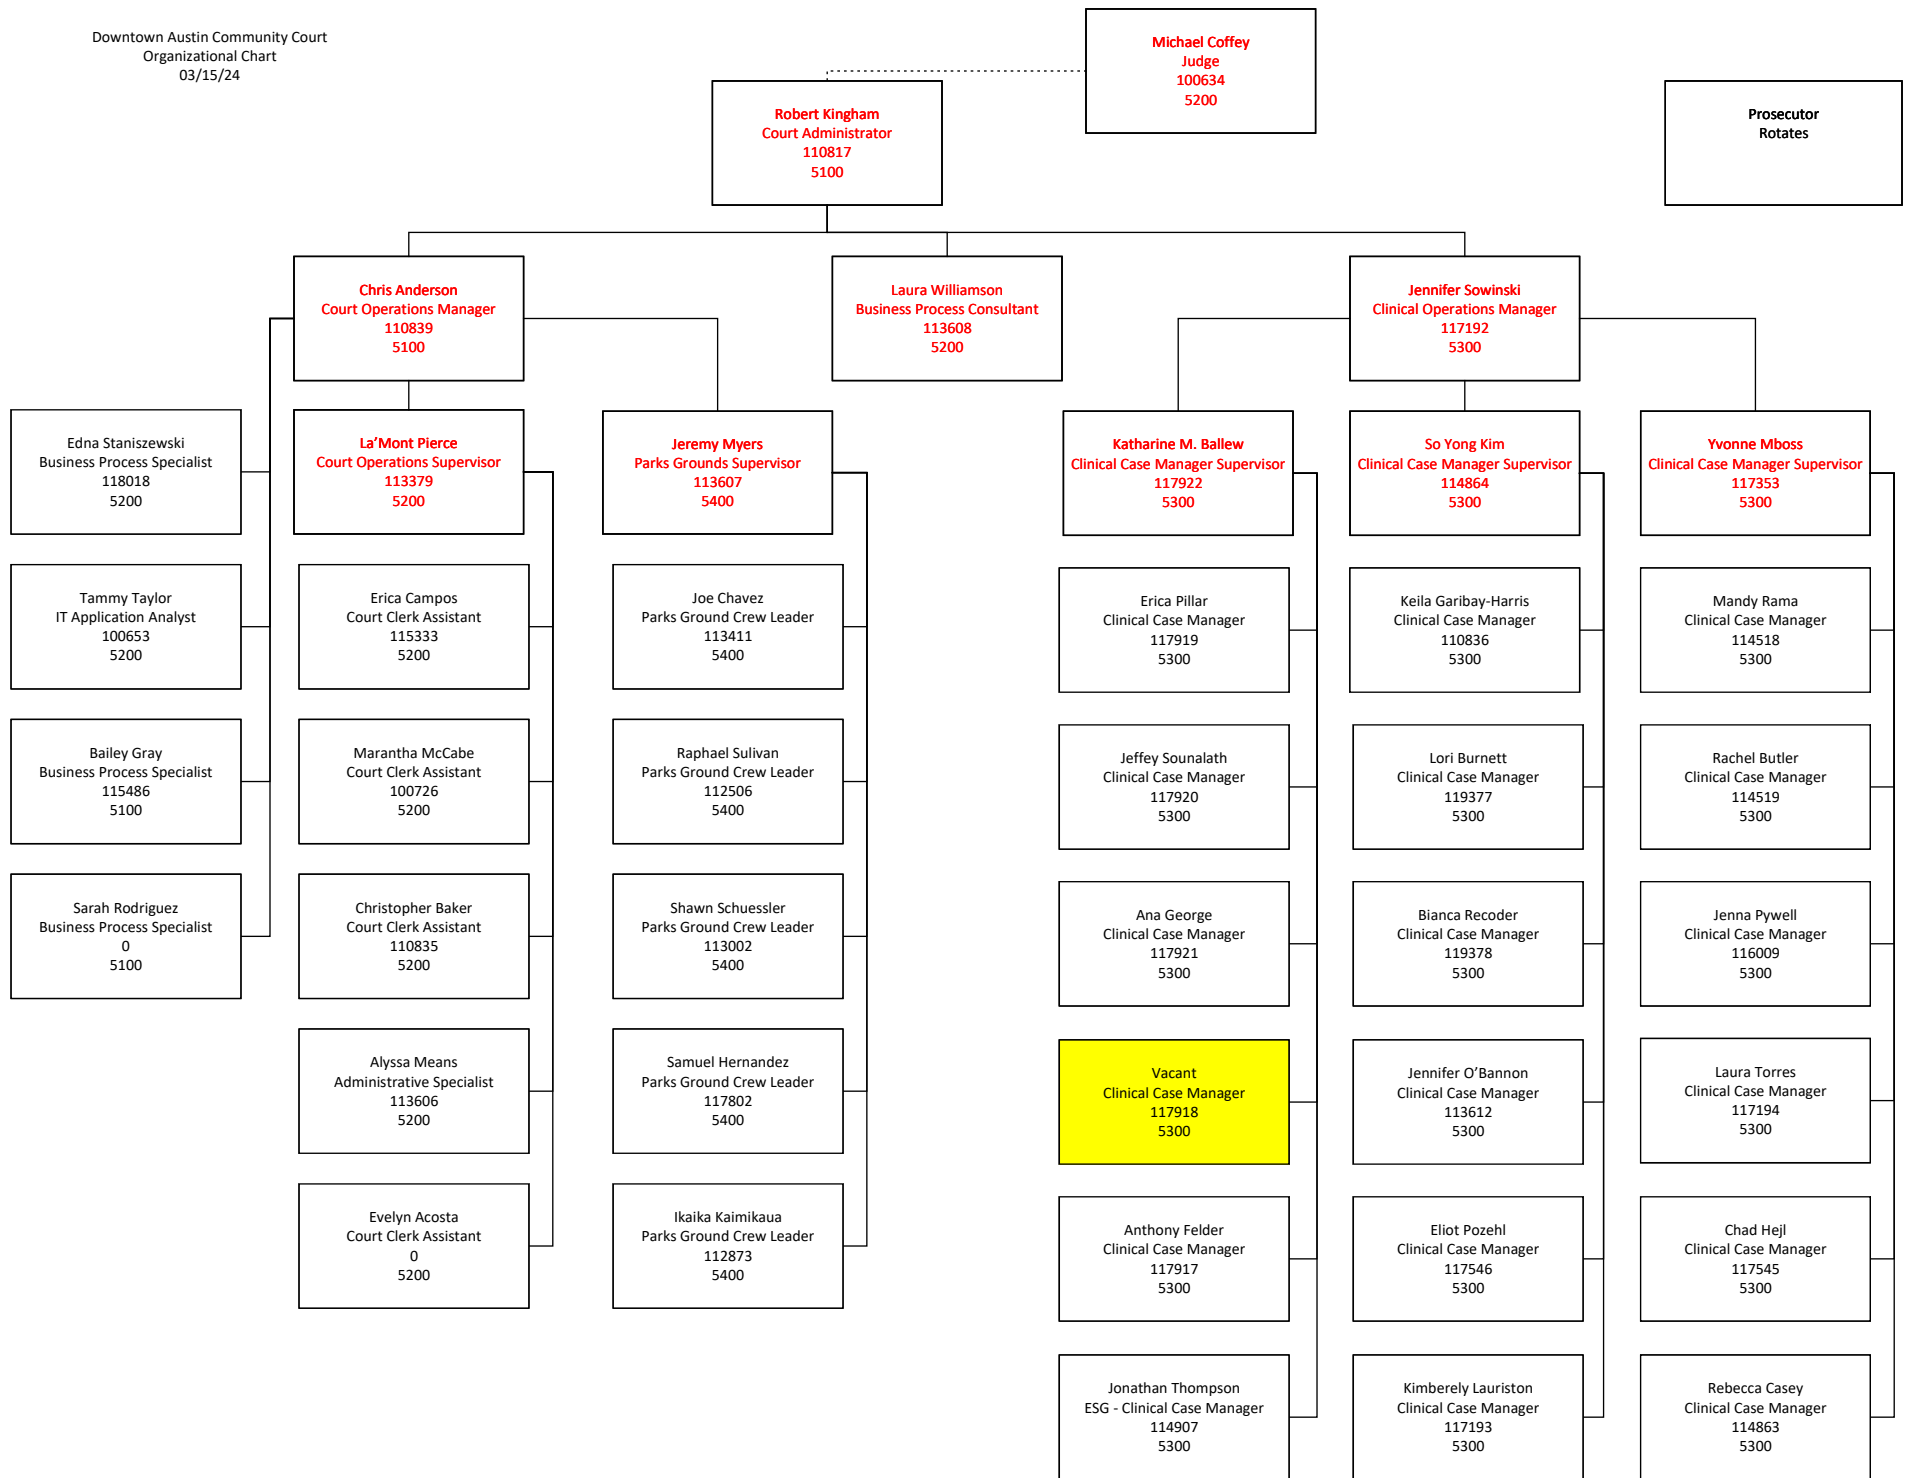 Downtown Austin Community Court
Organizational Chart
03/15/24
Michael Coffey
Judge
100634
5200
Robert Kingham
Court Administrator
110817
5100
Prosecutor
Rotates
Chris Anderson
Court Operations Manager
110839
5100
Laura Williamson
Business Process Consultant
113608
5200
Jennifer Sowinski
Clinical Operations Manager
117192
5300
Edna Staniszewski
Business Process Specialist
118018
5200
La’Mont Pierce
Court Operations Supervisor
113379
5200
Jeremy Myers
Parks Grounds Supervisor
113607
5400
Katharine M. Ballew
Clinical Case Manager Supervisor
117922
5300
So Yong Kim
Clinical Case Manager Supervisor
114864
5300
Yvonne Mboss
Clinical Case Manager Supervisor
117353
5300
Tammy Taylor
IT Application Analyst
100653
5200
Erica Campos
Court Clerk Assistant
115333
5200
Joe Chavez
Parks Ground Crew Leader
113411
5400
Erica Pillar
Clinical Case Manager
117919
5300
Keila Garibay-Harris
Clinical Case Manager
110836
5300
Mandy Rama
Clinical Case Manager
114518
5300
Bailey Gray
Business Process Specialist
115486
5100
Marantha McCabe
Court Clerk Assistant
100726
5200
Raphael Sulivan
Parks Ground Crew Leader
112506
5400
Jeffey Sounalath
Clinical Case Manager
117920
5300
Lori Burnett
Clinical Case Manager
119377
5300
Rachel Butler
Clinical Case Manager
114519
5300
Sarah Rodriguez
Business Process Specialist
0
5100
Christopher Baker
Court Clerk Assistant
110835
5200
Shawn Schuessler
Parks Ground Crew Leader
113002
5400
Ana George
Clinical Case Manager
117921
5300
Bianca Recoder
Clinical Case Manager
119378
5300
Jenna Pywell
Clinical Case Manager
116009
5300
Alyssa Means
Administrative Specialist
113606
5200
Samuel Hernandez
Parks Ground Crew Leader
117802
5400
Vacant
Clinical Case Manager
117918
5300
Jennifer O’Bannon
Clinical Case Manager
113612
5300
Laura Torres
Clinical Case Manager
117194
5300
Evelyn Acosta
Court Clerk Assistant
0
5200
Ikaika Kaimikaua
Parks Ground Crew Leader
112873
5400
Anthony Felder
Clinical Case Manager
117917
5300
Eliot Pozehl
Clinical Case Manager
117546
5300
Chad Hejl
Clinical Case Manager
117545
5300
Jonathan Thompson
ESG - Clinical Case Manager
114907
5300
Kimberely Lauriston
Clinical Case Manager
117193
5300
Rebecca Casey
Clinical Case Manager
114863
5300